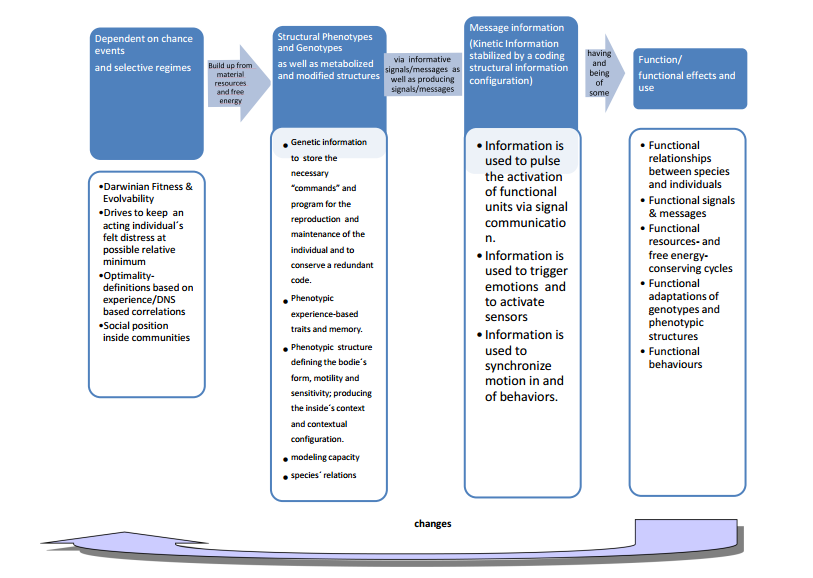 Dependent on chance
events
and selective regimes
Build up from
material
resources
and free
energy
Structural Phenotypes
and Genotypes
as well as metabolized
and modified structures
via informative
signals/messages as
well as producing
signals/messages
Message information
(Kinetic Information
stabilized by a coding
structural information
configuration)
having
and
being
of
some
Function/
functional effects and
use
•Darwinian Fitness &
Evolvability
•Drives to keep an
acting individual´s
felt distress at
possible relative
minimum
•Optimality-
definitions based on
experience/DNS
based correlations
•Social position
inside communities
• Genetic information
to store the
necessary
“commands” and
program for the
reproduction and
maintenance of the
individual and to
conserve a redundant
code.
• Phenotypic
experience-based
traits and memory.
• Phenotypic structure
defining the bodie´s
form, motility and
sensitivity; producing
the inside´s context
and contextual
configuration.
• modeling capacity
• species´ relations
• Information is
used to pulse
the activation
of functional
units via signal
communicatio
n.
• Information is
used to trigger
emotions and
to activate
sensors
• Information is
used to
synchronize
motion in and
of behaviors.
• Functional
relationships
between species
and individuals
• Functional signals
& messages
• Functional
resources- and
free energy-
conserving cycles
• Functional
adaptations of
genotypes and
phenotypic
structures
• Functional
behaviours
changes